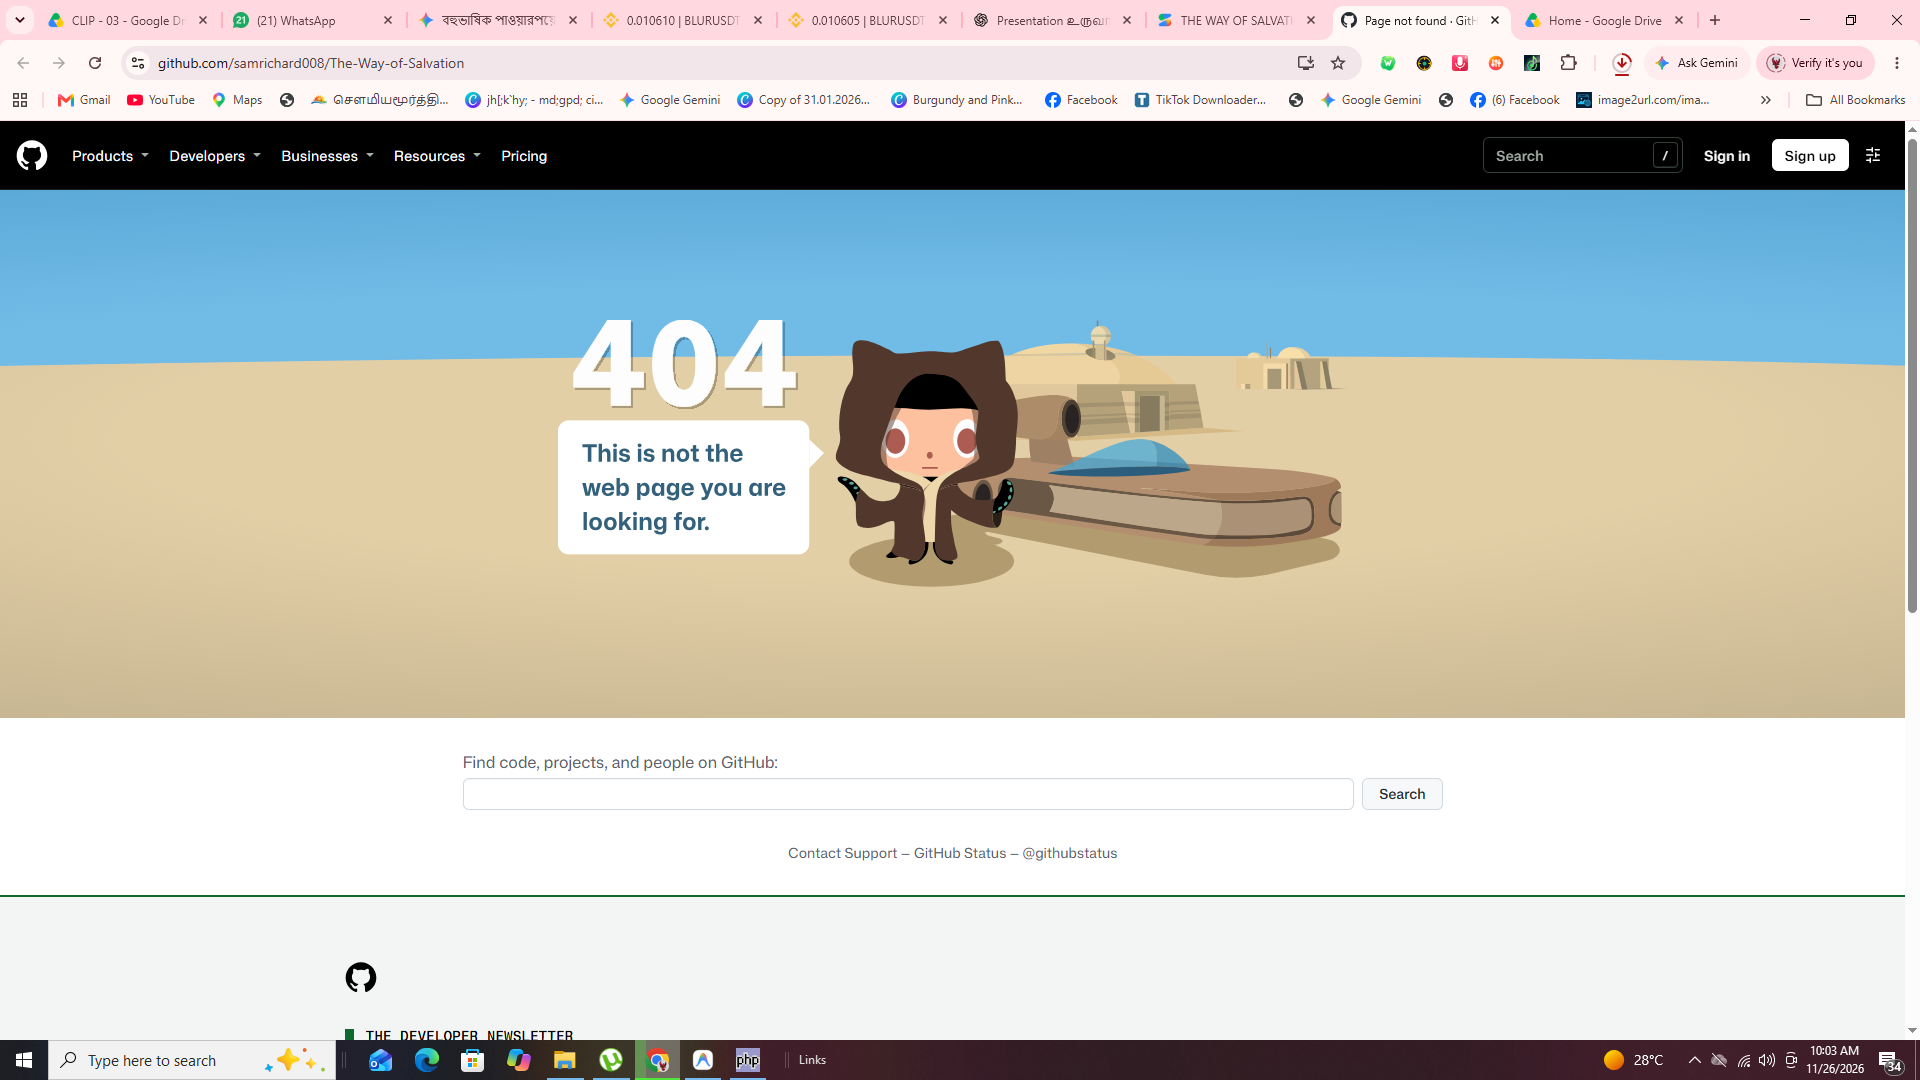 CLIP - 03 - Google Dr
(21) WhatsApp
বহুভাষিক পাওয়ারপয়ে
0.010610 | BLURUSDT
0.010605 | BLURUSDT
Presentation உருவா
THE WAY OF SALVATI
Page not found · GitH
Home - Google Drive
github.com/samrichard008/The-Way-of-Salvation
Ask Gemini
Verify it's you
Gmail
YouTube
Maps
சௌமியமூர்த்தி...
jh[;k`hy; - md;gpd; ci...
Google Gemini
Copy of 31.01.2026...
Burgundy and Pink...
Facebook
TikTok Downloader...
Google Gemini
(6) Facebook
image2url.com/ima...
All Bookmarks
Products
Developers
Businesses
Resources
Pricing
Search
/
Sign in
Sign up
404
This is not the
web page you are
looking for.
Find code, projects, and people on GitHub:
Search
Contact Support — GitHub Status — @githubstatus
THE DEVELOPER NEWSLETTER
Type here to search
php
Links
28°C
10:03 AM
11/26/2026
34